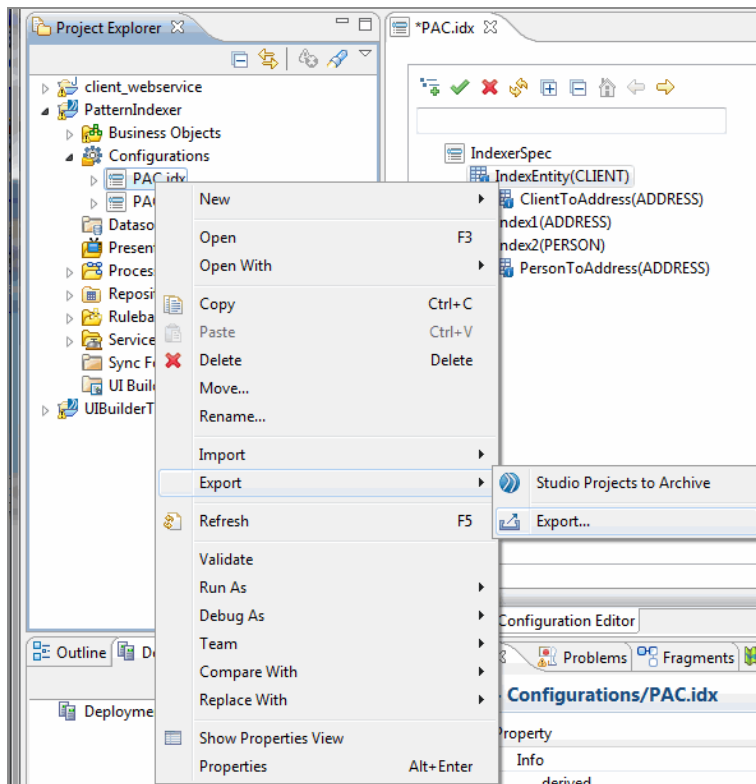 Project Explorer
*PAC.idx
client_webservice
PatternIndexer
Business Objects
Configurations
PAC.idx
PA
Dataso
Presen
Proces
Reposi
Ruleba
Service
Sync Fo
UI Build
UIBuilderT
IndexerSpec
IndexEntity(CLIENT)
ClientToAddress(ADDRESS)
ndex1(ADDRESS)
ndex2(PERSON)
PersonToAddress(ADDRESS)
New
Open F3
Open With
Copy Ctrl+C
Paste Ctrl+V
Delete Delete
Move...
Rename...
Import
Export
Refresh F5
Validate
Run As
Debug As
Team
Compare With
Replace With
Show Properties View
Properties Alt+Enter
Studio Projects to Archive
Export...
Configuration Editor
Outline
De
Deployme
Problems
Fragments
Configurations/PAC.idx
Property
Info
derived